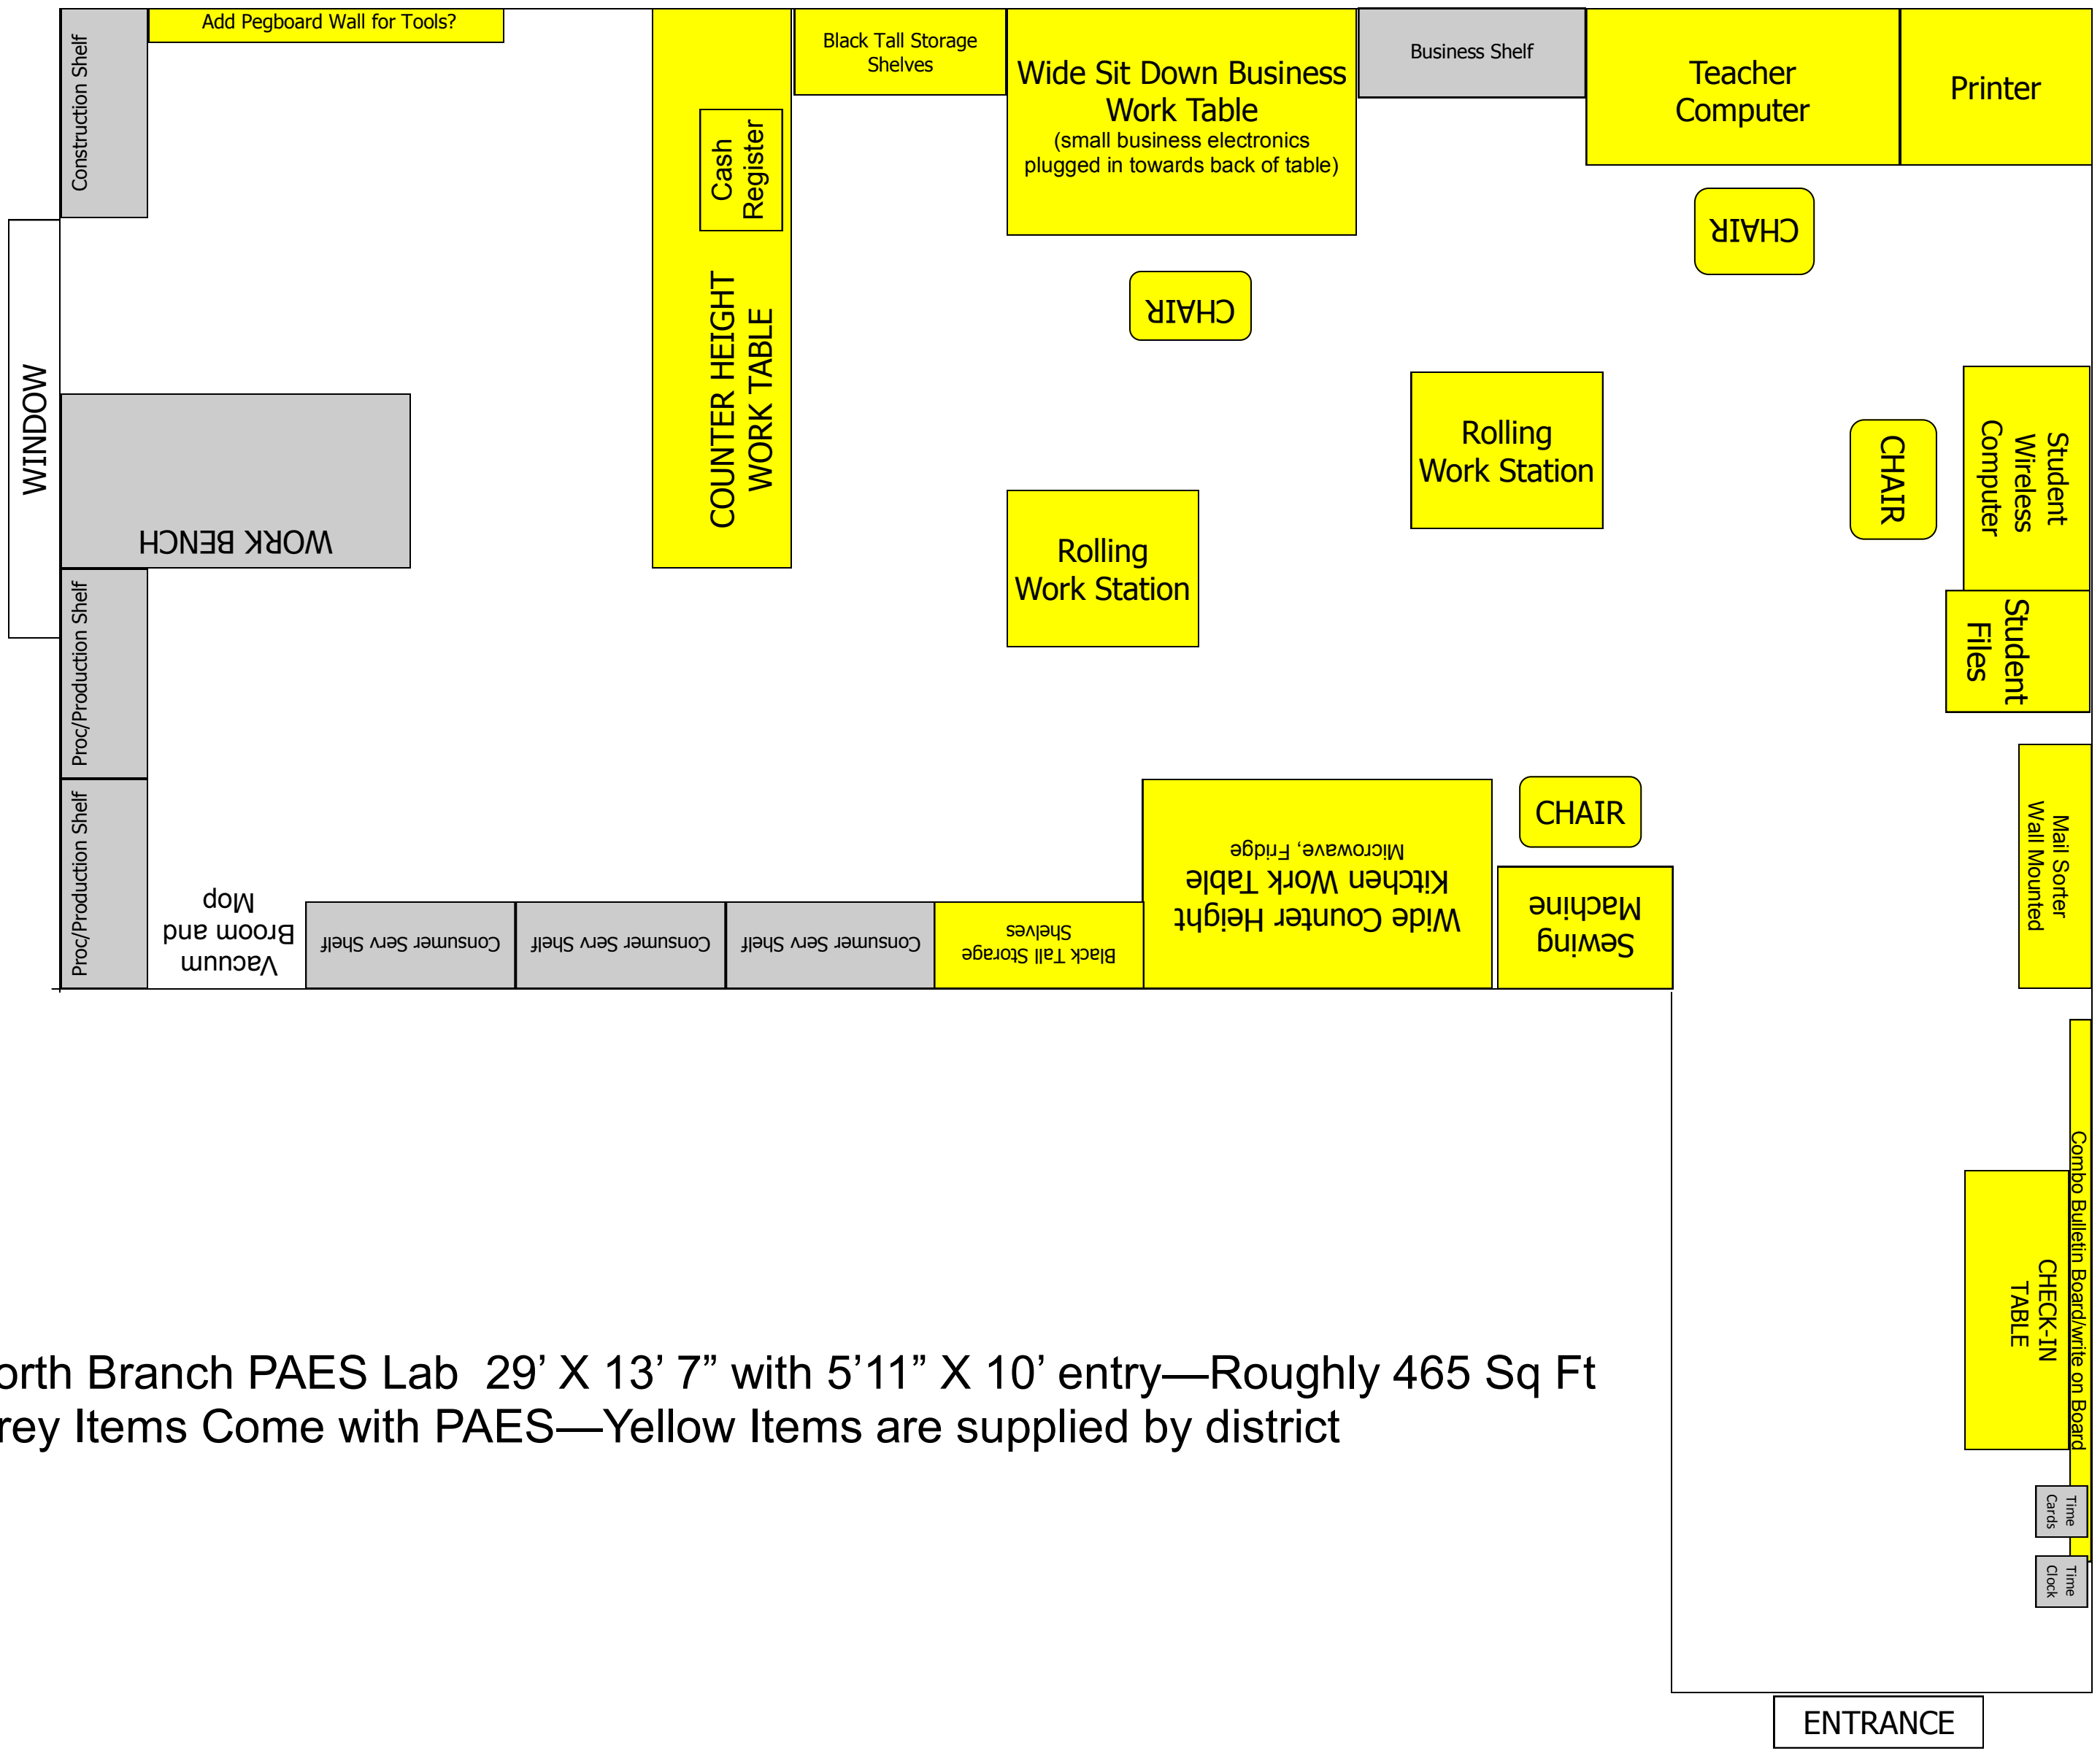 Add Pegboard Wall for Tools?
Construction Shelf
Black Tall Storage
Shelves
Wide Sit Down Business
Work Table
(small business electronics
plugged in towards back of table)
Business Shelf
Teacher
Computer
Printer
Cash
Register
CHAIR
CHAIR
COUNTER HEIGHT
WORK TABLE
WINDOW
WORK BENCH
Rolling
Work Station
Rolling
Work Station
CHAIR
Student
Wireless
Computer
Student
Files
Proc/Production Shelf
Proc/Production Shelf
Vacuum
Broom and
Mop
Consumer Serv Shelf
Consumer Serv Shelf
Consumer Serv Shelf
Black Tall Storage
Shelves
Wide Counter Height
Kitchen Work Table
Microwave, Fridge
CHAIR
Sewing
Machine
Mail Sorter
Wall Mounted
Combo Bulletin Board/write on Board
CHECK-IN
TABLE
Time
Cards
Time
Clock
orth Branch PAES Lab 29’ X 13’ 7” with 5’11” X 10’ entry—Roughly 465 Sq Ft
rey Items Come with PAES—Yellow Items are supplied by district
ENTRANCE